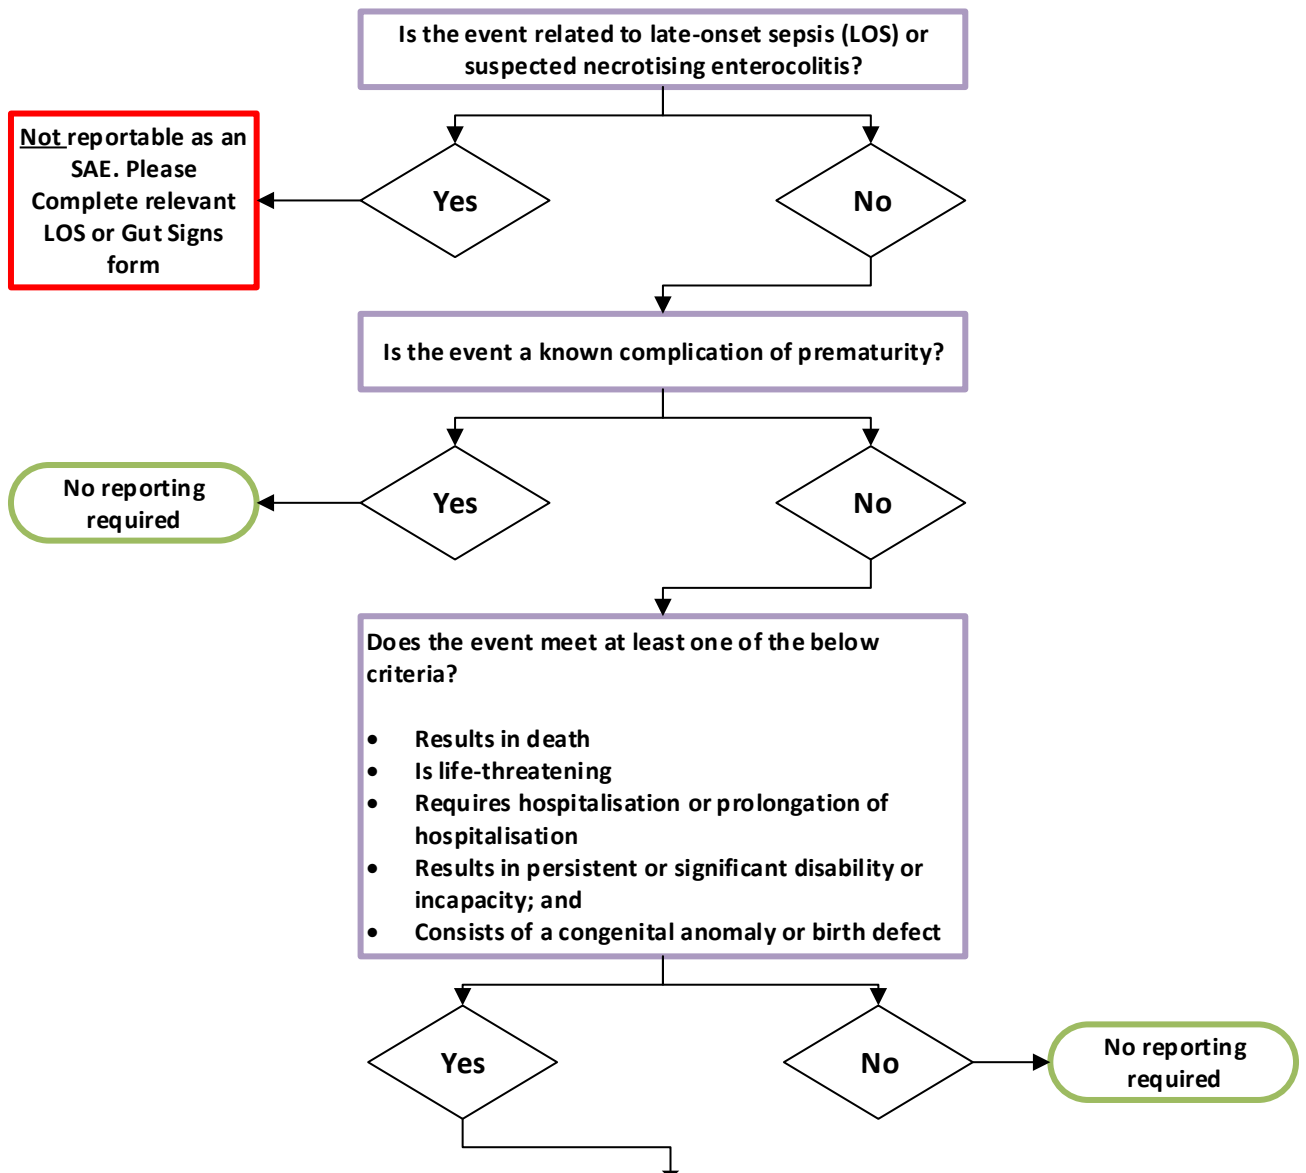 Is the event related to late-onset sepsis (LOS) or
suspected necrotising enterocolitis?
Not reportable as an
SAE. Please
Complete relevant
LOS or Gut Signs
form
Yes
No
Is the event a known complication of prematurity?
No reporting
required
Yes
No
Does the event meet at least one of the below
criteria?
• Results in death
• Is life-threatening
• Requires hospitalisation or prolongation of
hospitalisation
• Results in persistent or significant disability or
incapacity; and
• Consists of a congenital anomaly or birth defect
Yes
No
No reporting
required